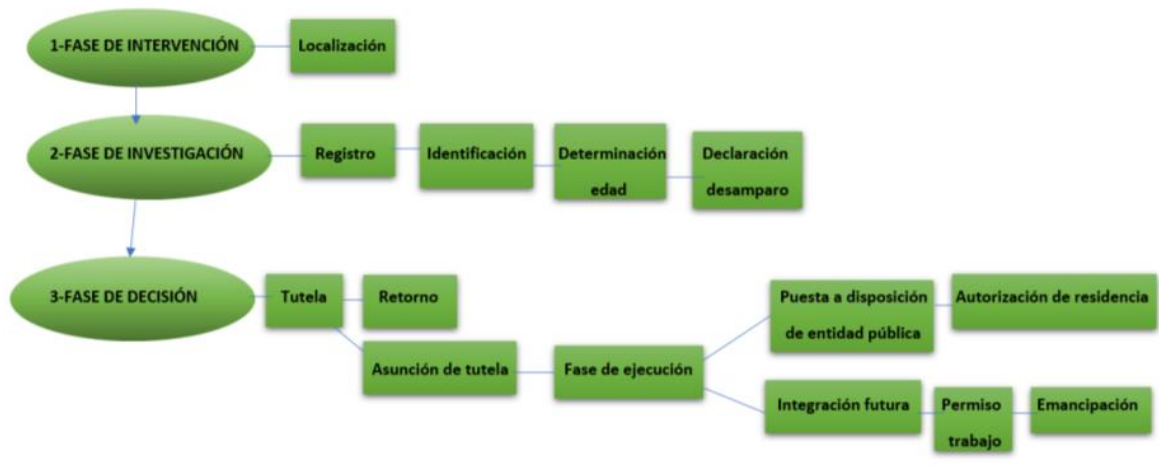 1-FASE DE INTERVENCIÓN
Localización
2-FASE DE INVESTIGACIÓN
Registro
Identificación
Determinación
edad
Declaración
desamparo
3-FASE DE DECISIÓN
Tutela
Retorno
Asunción de tutela
Fase de ejecución
Puesta a disposición
de entidad pública
Autorización de residencia
Integración futura
Permiso
trabajo
Emancipación